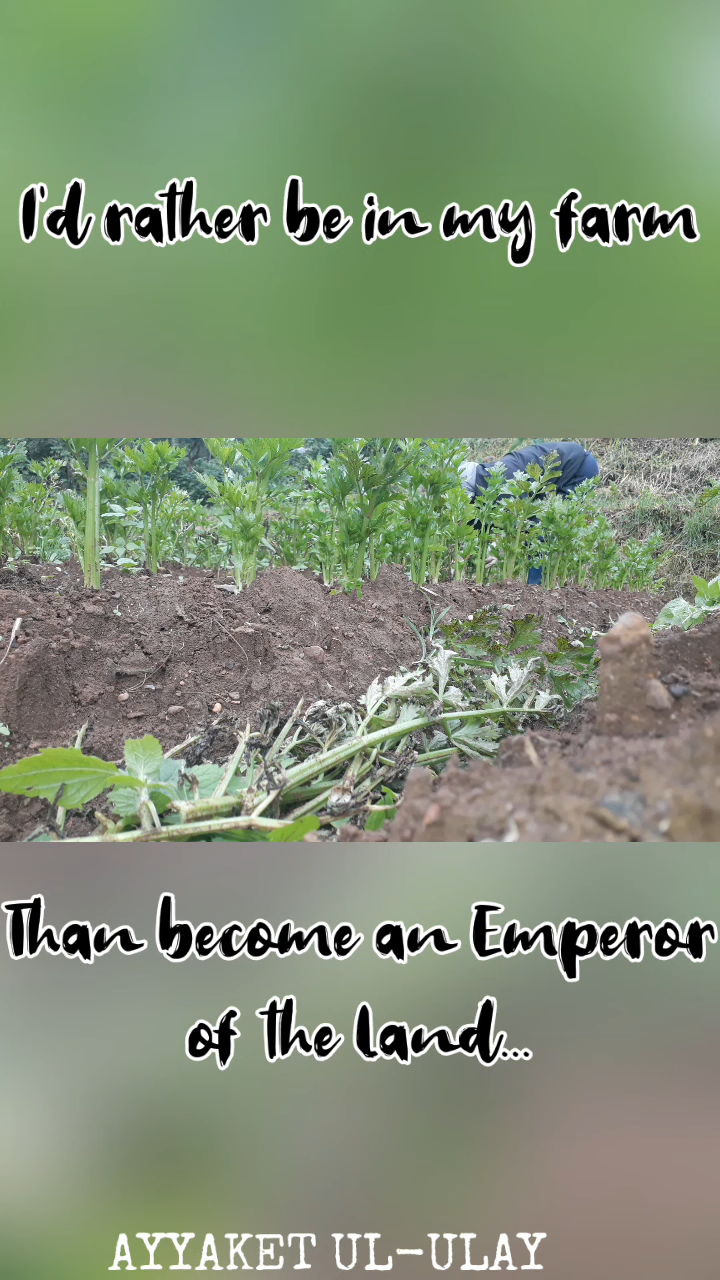 I'd rather be in my farm
Than become an Emperor
of the land...
AYYAKET UL-ULAY